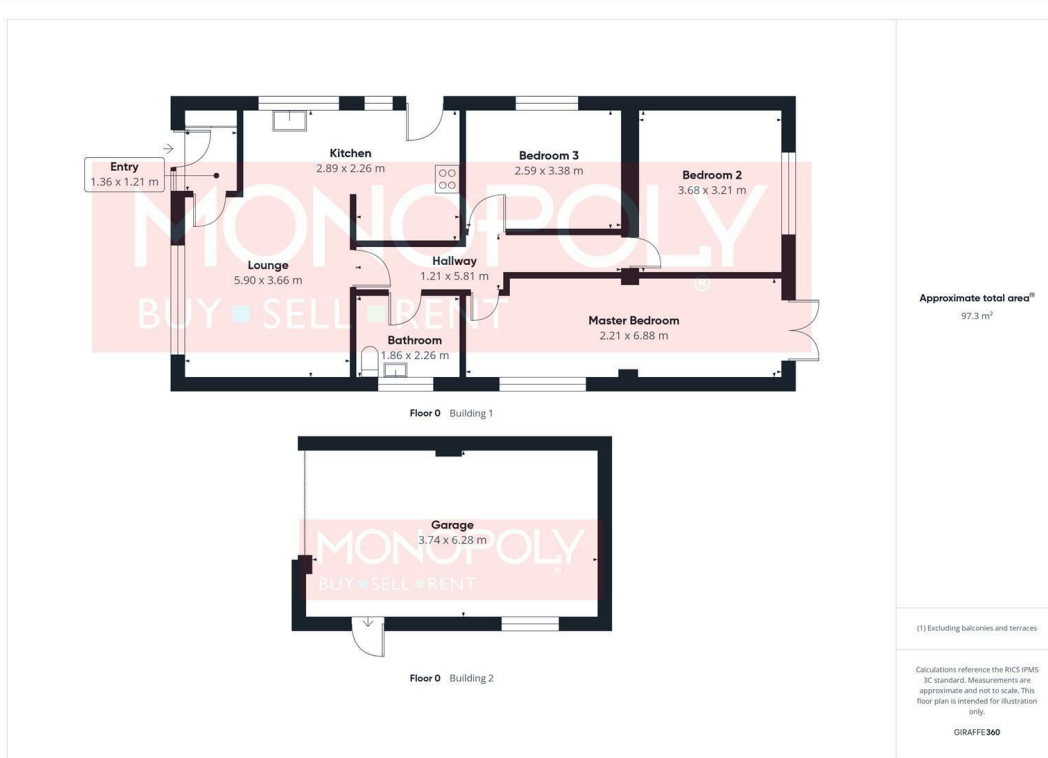 Entry
1.36 x 1.21 m
Kitchen
2.89 x 2.26 m
Bedroom 3
2.59 x 3.38 m
Bedroom 2
3.68 x 3.21 m
MONOPOLY
BUY SELL RENT
®
Lounge
5.90 x 3.66 m
Hallway
1.21 x 5.81 m
Master Bedroom
2.21 x 6.88 m
Bathroom
1.86 x 2.26 m
Floor 0 Building 1
Garage
3.74 x 6.28 m
MONOPOLY
BUY SELL RENT
®
Floor 0 Building 2
Approximate total area(1)
97.3 m²
(1) Excluding balconies and terraces
Calculations reference the RICS IPMS
3C standard. Measurements are
approximate and not to scale. This
floor plan is intended for illustration
only.
GIRAFFE360